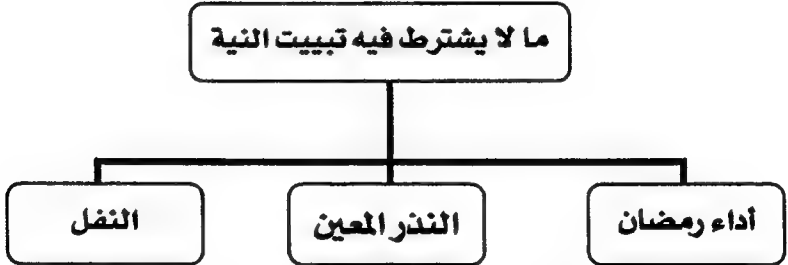 ما لا يشترط فيه تبييت النية
أداء رمضان
النذر المعين
النفل